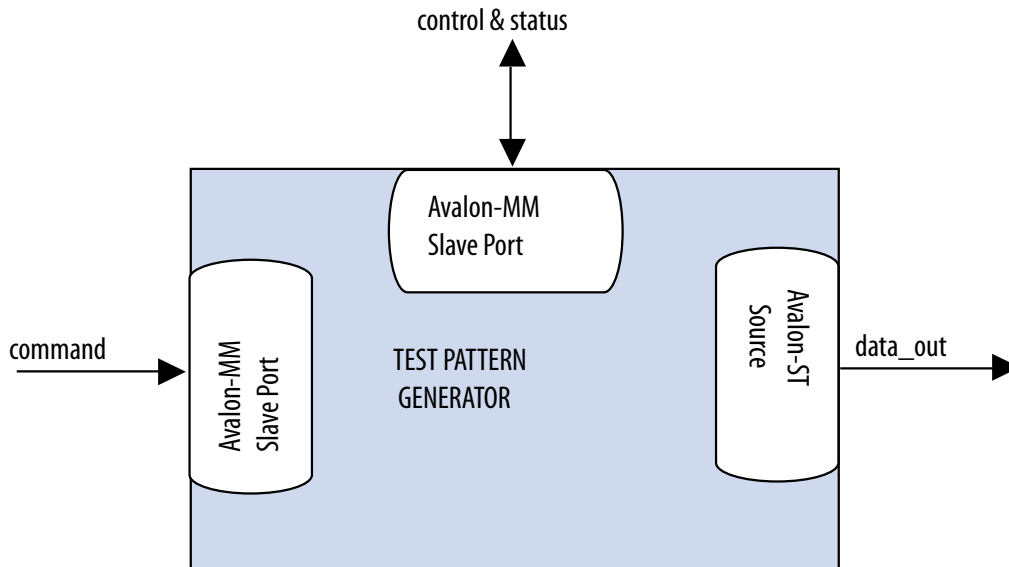 control & status
Avalon-MM
Slave Port
command
Avalon-MM
Slave Port
TEST PATTERN
GENERATOR
Avalon-ST
Source
data_out